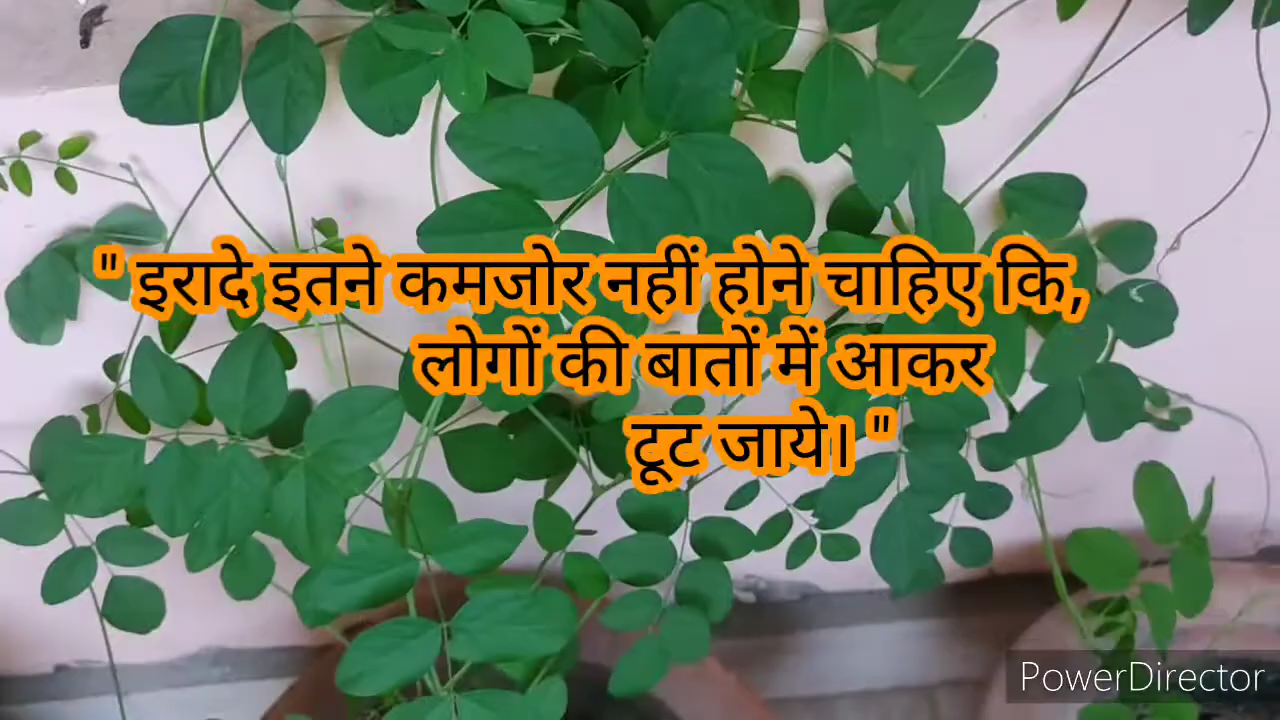 " इरादे इतने कमजोर नहीं होने चाहिए कि,
लोगों की बातों में आकर
टूट जाये। "
PowerDirector